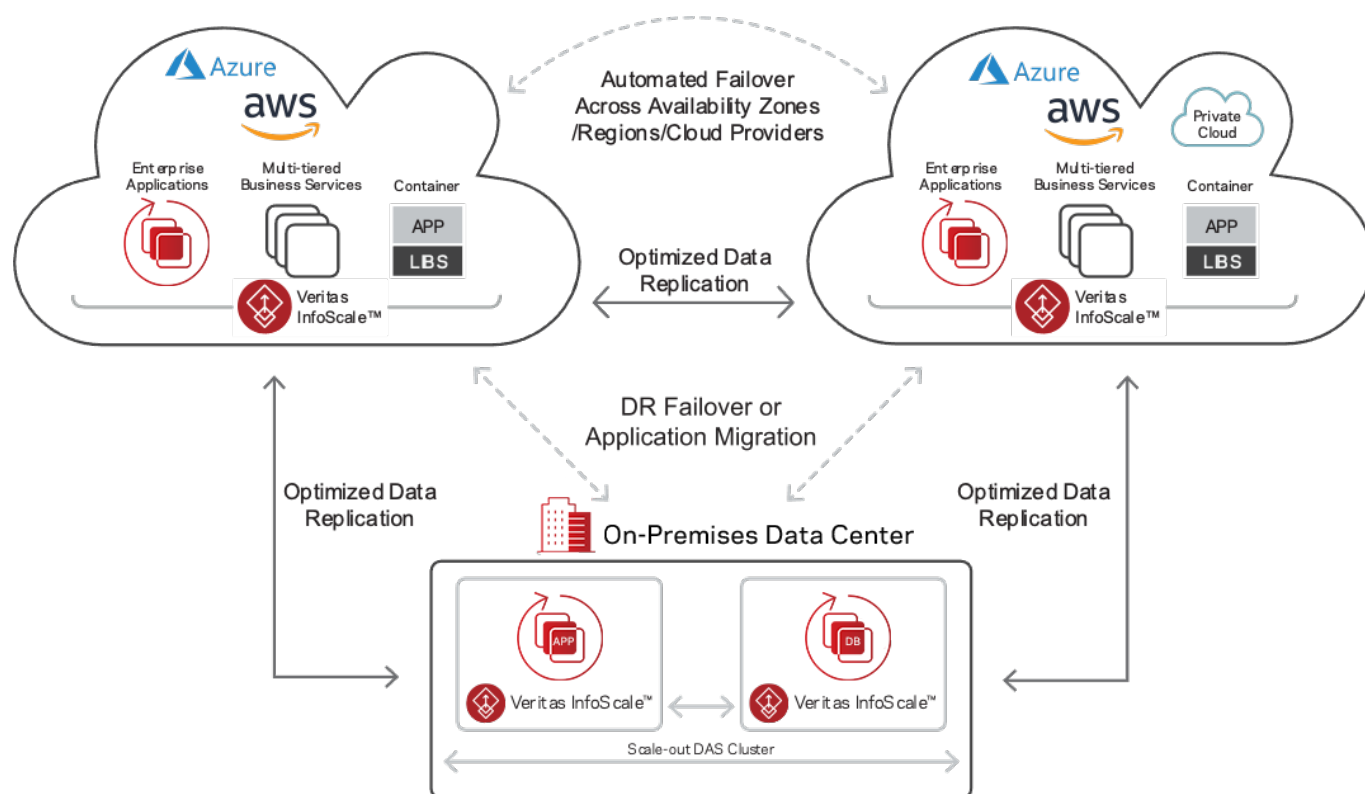 Azure
aws
Enterprise
Applications
Multi-tiered
Business Services
Container
APP
LIBS
Veritas
InfoScale™
Automated Failover
Across Availability Zones
/Regions/Cloud Providers
Optimized Data
Replication
Azure
aws
Private
Cloud
Enterprise
Applications
Multi-tiered
Business Services
Container
APP
LIBS
Veritas
InfoScale™
DR Failover or
Application Migration
Optimized Data
Replication
Optimized Data
Replication
On-Premises Data Center
APP
Veritas InfoScale™
DB
Veritas InfoScale™
Scale-out DAS Cluster